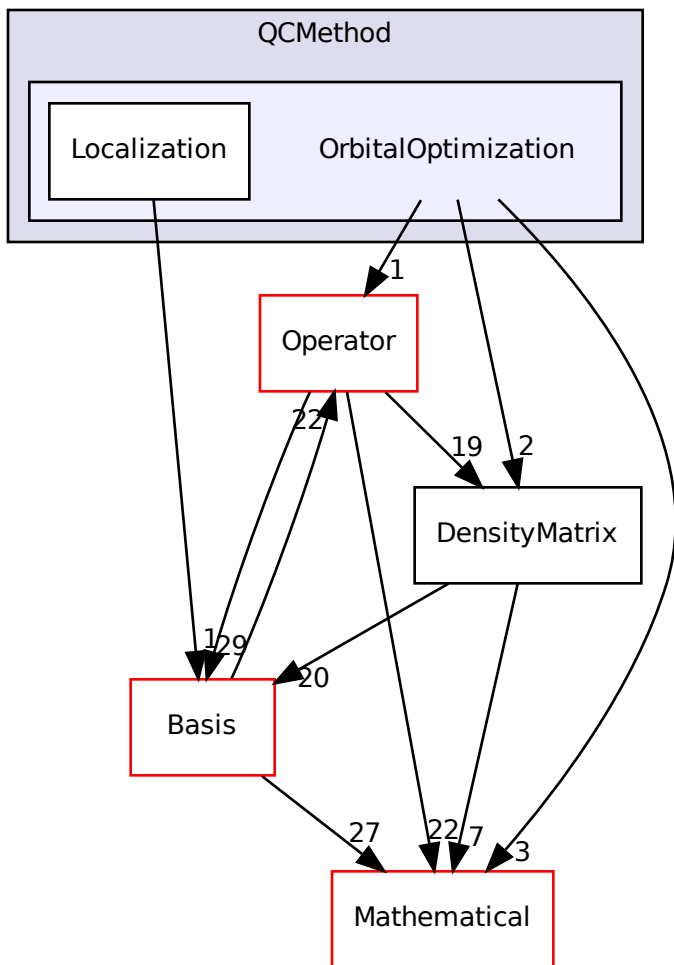 QCMethod
Localization
OrbitalOptimization
1
Operator
22
19
2
DensityMatrix
1
29
20
Basis
27
22
7
3
Mathematical